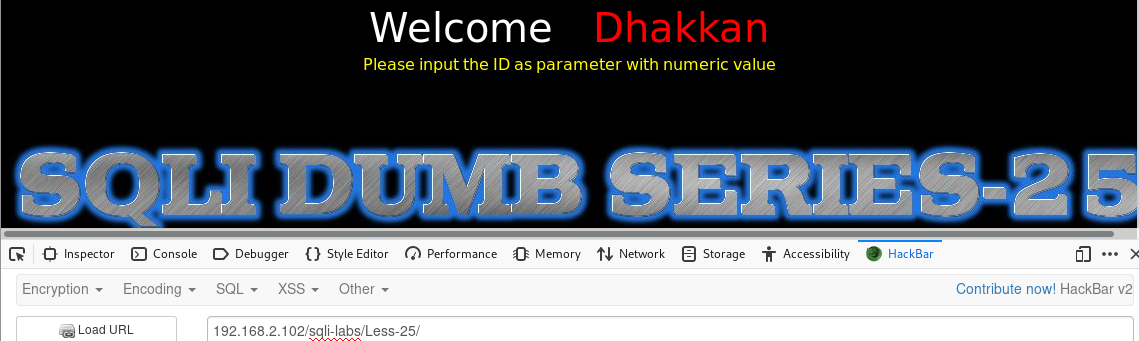 Welcome Dhakkan
Please input the ID as parameter with numeric value
SQLI DUMB SERIES-25
Inspector Console Debugger Style Editor Performance Memory Network Storage Accessibility HackBar
Encryption Encoding SQL XSS Other Contribute now! HackBar v2
Load URL 192.168.2.102/sqli-labs/Less-25/